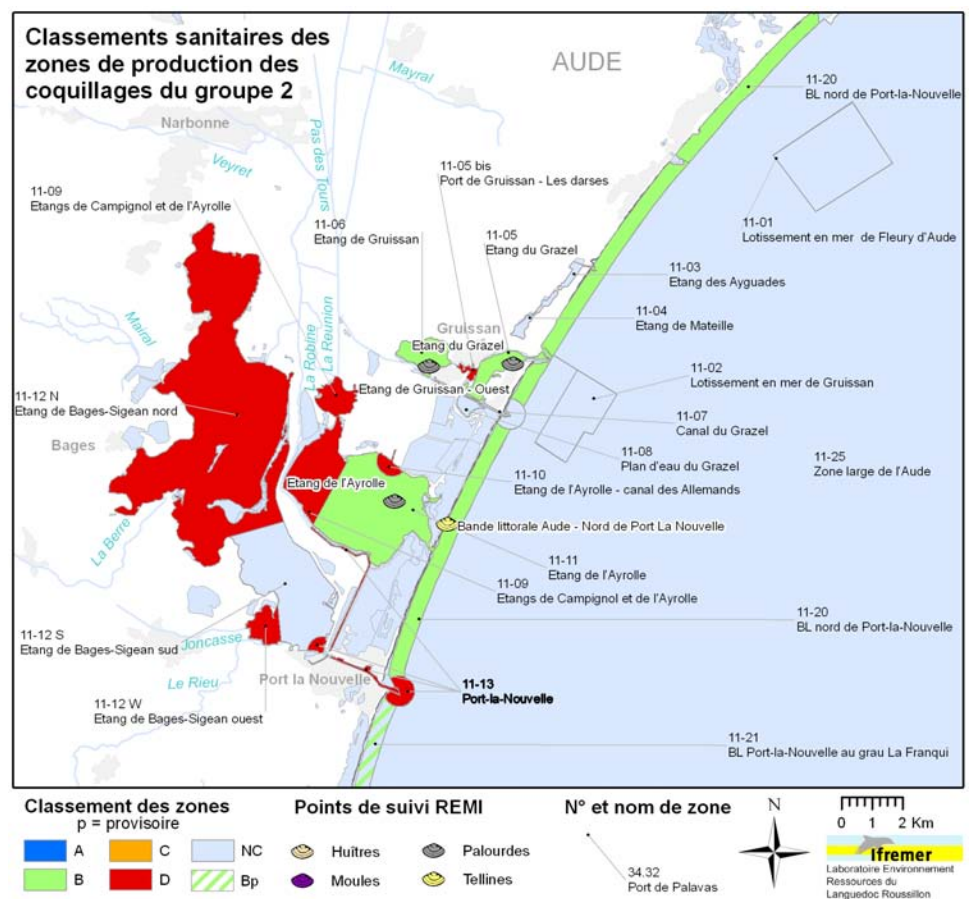 Classements sanitaires des
zones de production des
coquillages du groupe 2
AUDE
Mayral
11-20
BL nord de Port-la-Nouvelle
Narbonne
Veyret
Pas des Tours
11-05 bis
Port de Gruissan - Les darses
11-09
Etangs de Campignol et de l'Ayrolle
11-06
Etang de Gruissan
11-05
Etang du Grazel
11-01
Lotissement en mer de Fleury d'Aude
11-03
Etang des Ayguades
11-04
Etang de Mateille
Mairal
La Robine
La Reunion
Gruissan
Etang du Grazel
11-02
Lotissement en mer de Gruissan
Etang de Gruissan - Ouest
11-12 N
Etang de Bages-Sigean nord
11-07
Canal du Grazel
Bages
11-08
Plan d'eau du Grazel
11-25
Zone large de l'Aude
11-10
Etang de l'Ayrolle - canal des Allemands
Etang de l'Ayrolle
Bande littorale Aude - Nord de Port La Nouvelle
La Berre
11-11
Etang de l'Ayrolle
11-09
Etangs de Campignol et de l'Ayrolle
11-20
BL nord de Port-la-Nouvelle
11-12 S
Etang de Bages-Sigean sud
Joncasse
Le Rieu
Port la Nouvelle
11-13
Port-la-Nouvelle
11-12 W
Etang de Bages-Sigean ouest
11-21
BL Port-la-Nouvelle au grau La Franqui
Classement des zones
p = provisoire
A
C
NC
B
D
Bp
Points de suivi REMI
Huîtres
Palourdes
Moules
Tellines
N° et nom de zone
34.32
Port de Palavas
N
0 1 2 Km
Ifremer
Laboratoire Environnement
Ressources du
Languedoc Roussillon